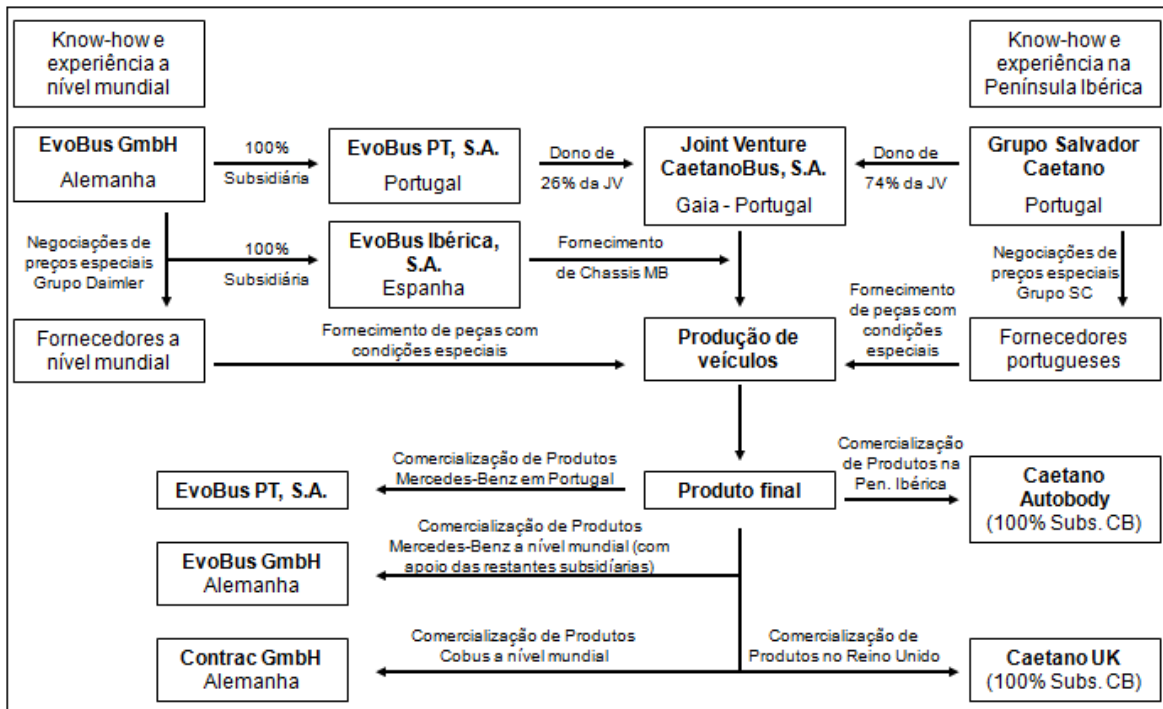 Know-how e
experiência a
nível mundial
Know-how e
experiência na
Península Ibérica
EvoBus GmbH
Alemanha
100%
Subsidiária
EvoBus PT, S.A.
Portugal
Dono de
26% da JV
Joint Venture
CaetanoBus, S.A.
Gaia - Portugal
Dono de
74% da JV
Grupo Salvador
Caetano
Portugal
Negociações de
preços especiais
Grupo Daimler
100%
Subsidiária
EvoBus Ibérica,
S.A.
Espanha
Fornecimento
de Chassis MB
Negociações de
preços especiais
Grupo SC
Fornecedores a
nível mundial
Fornecimento de peças com
condições especiais
Produção de
veículos
Fornecimento
de peças com
condições
especiais
Fornecedores
portugueses
EvoBus PT, S.A.
Comercialização de Produtos
Mercedes-Benz em Portugal
Produto final
Comercialização
de Produtos na
Pen. Ibérica
Caetano
Autobody
(100% Subs. CB)
EvoBus GmbH
Alemanha
Comercialização de Produtos
Mercedes-Benz a nível mundial (com
apoio das restantes subsidíarias)
Contrac GmbH
Alemanha
Comercialização de Produtos
Cobus a nível mundial
Comercialização de
Produtos no Reino Unido
Caetano UK
(100% Subs. CB)